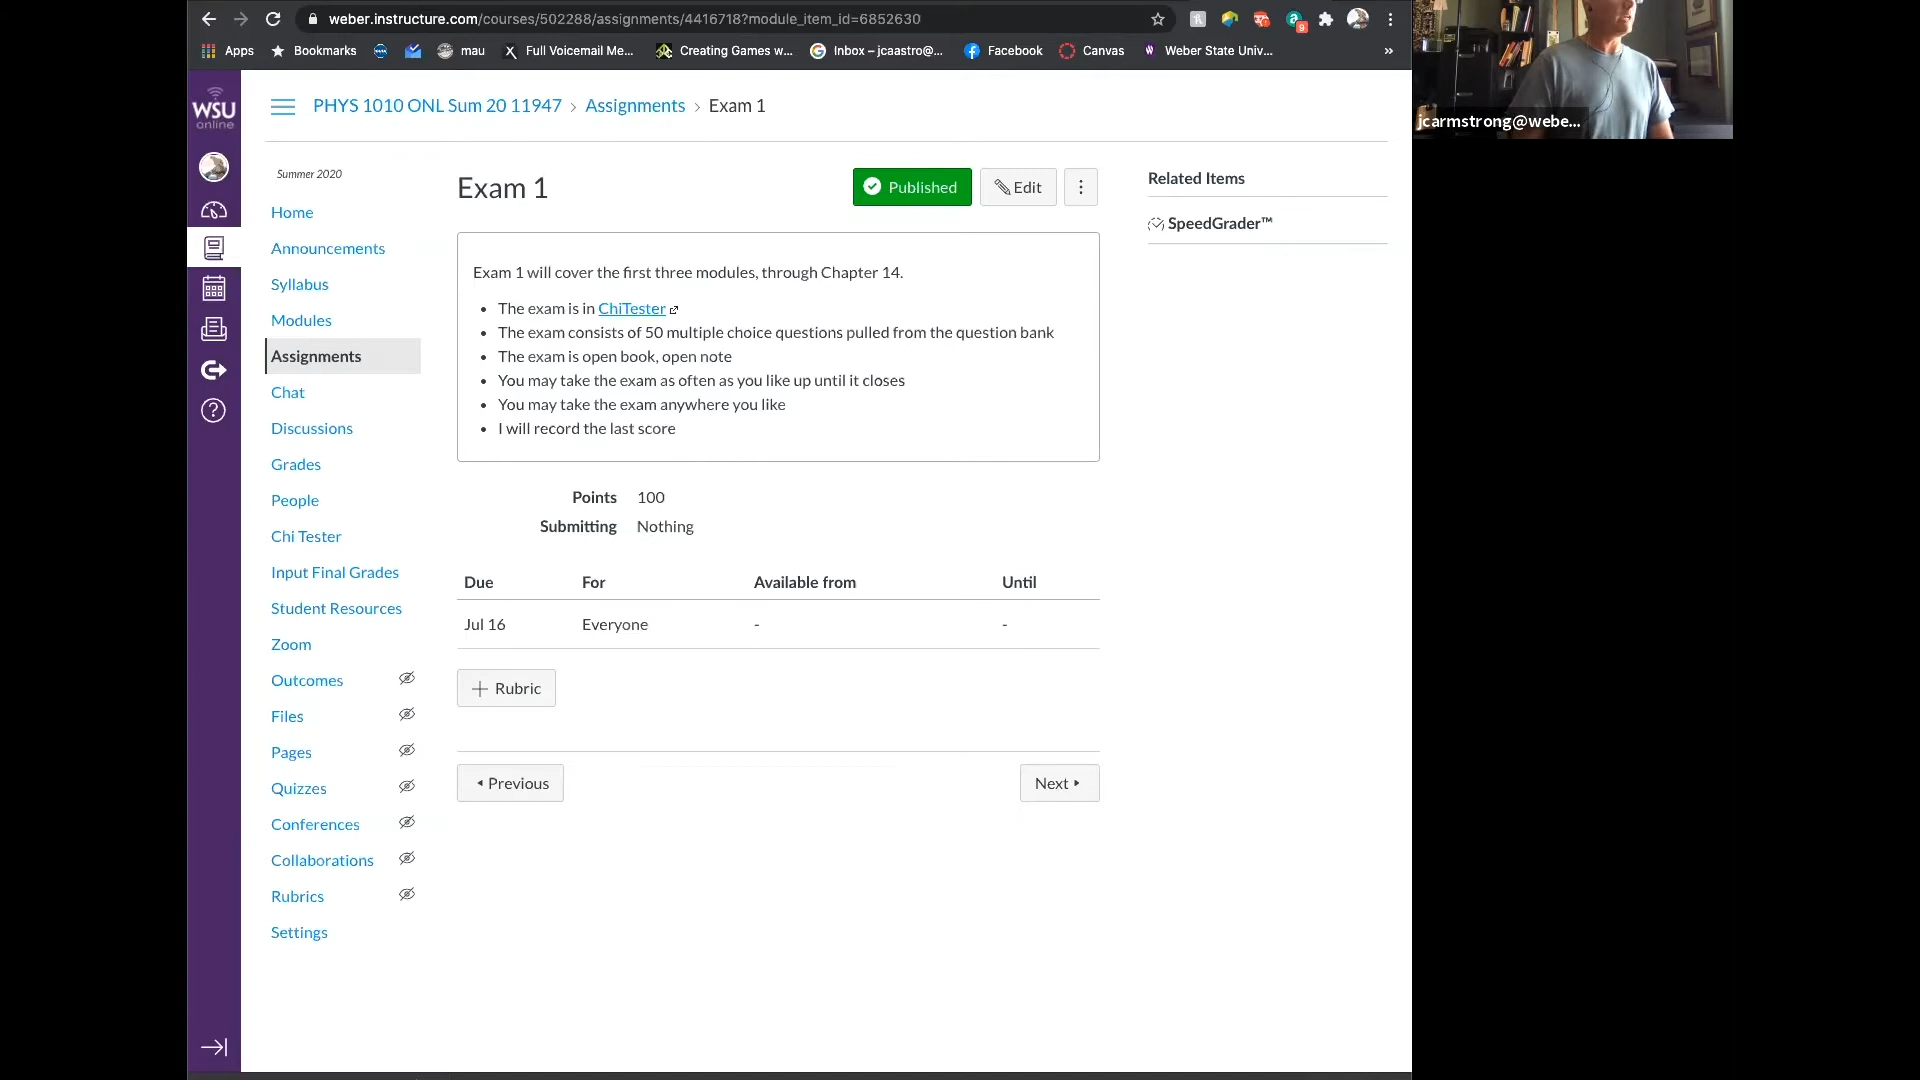 weber.instructure.com/courses/502288/assignments/4416718?module_item_id=6852630
9
Apps Bookmarks mau Full Voicemail Me... Creating Games w... Inbox – jcaastro@... Facebook Canvas Weber State Univ... »
jcarmstrong@webe...
WSU
online
PHYS 1010 ONL Sum 20 11947 › Assignments › Exam 1
Summer 2020
Home
Announcements
Syllabus
Modules
Assignments
Chat
Discussions
Grades
People
Chi Tester
Input Final Grades
Student Resources
Zoom
Outcomes
Files
Pages
Quizzes
Conferences
Collaborations
Rubrics
Settings
Exam 1
Published
Edit
Exam 1 will cover the first three modules, through Chapter 14.
• The exam is in ChiTester
• The exam consists of 50 multiple choice questions pulled from the question bank
• The exam is open book, open note
• You may take the exam as often as you like up until it closes
• You may take the exam anywhere you like
• I will record the last score
Points 100
Submitting Nothing
Due For Available from Until
Jul 16 Everyone - -
+ Rubric
Previous
Next
Related Items
SpeedGrader™